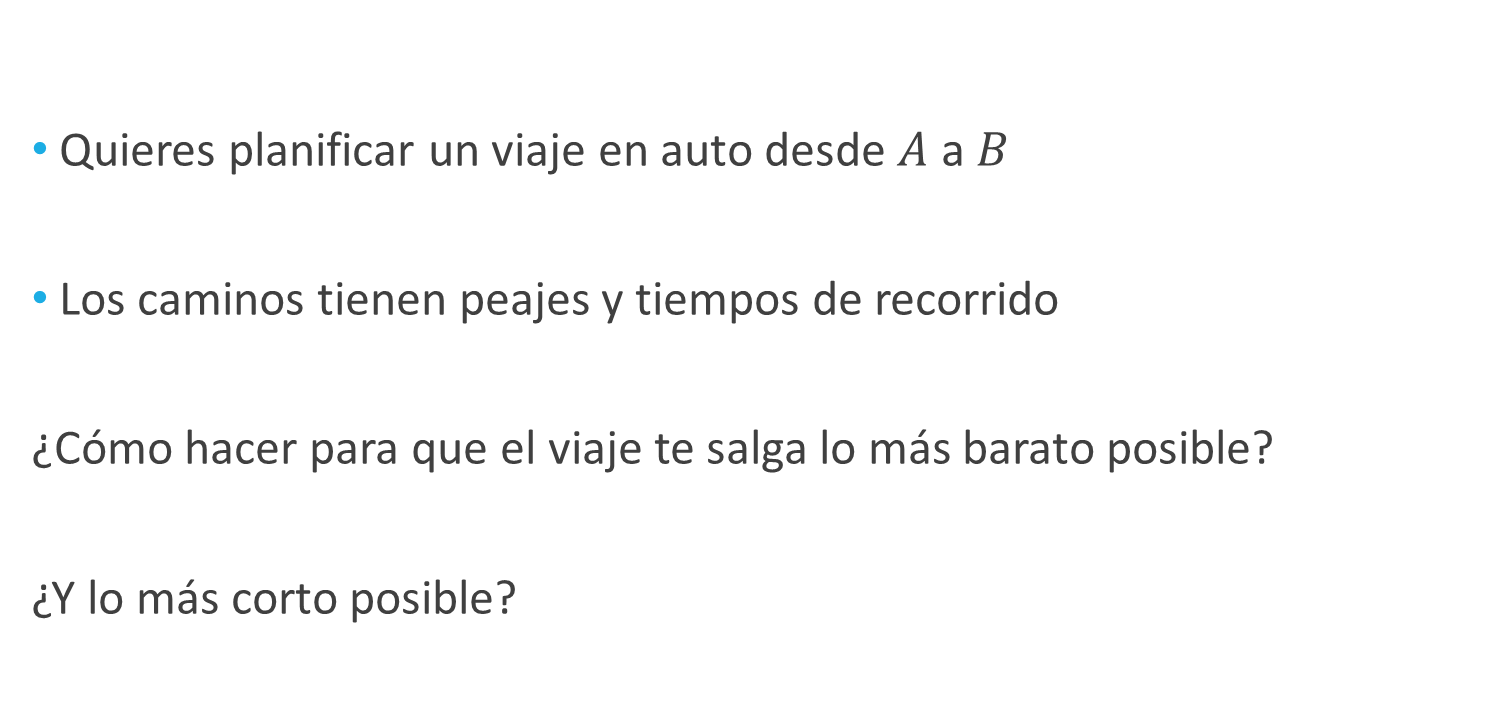 • Quieres planificar un viaje en auto desde A a B
• Los caminos tienen peajes y tiempos de recorrido
¿Cómo hacer para que el viaje te salga lo más barato posible?
¿Y lo más corto posible?